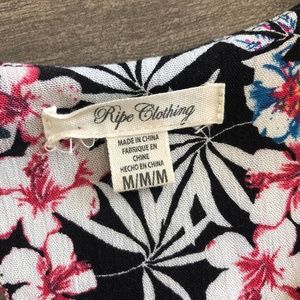 Ripe Clothing
MADE IN CHINA
FABRIQUE EN
CHINE
HECHO EN CHINA
M/M/M